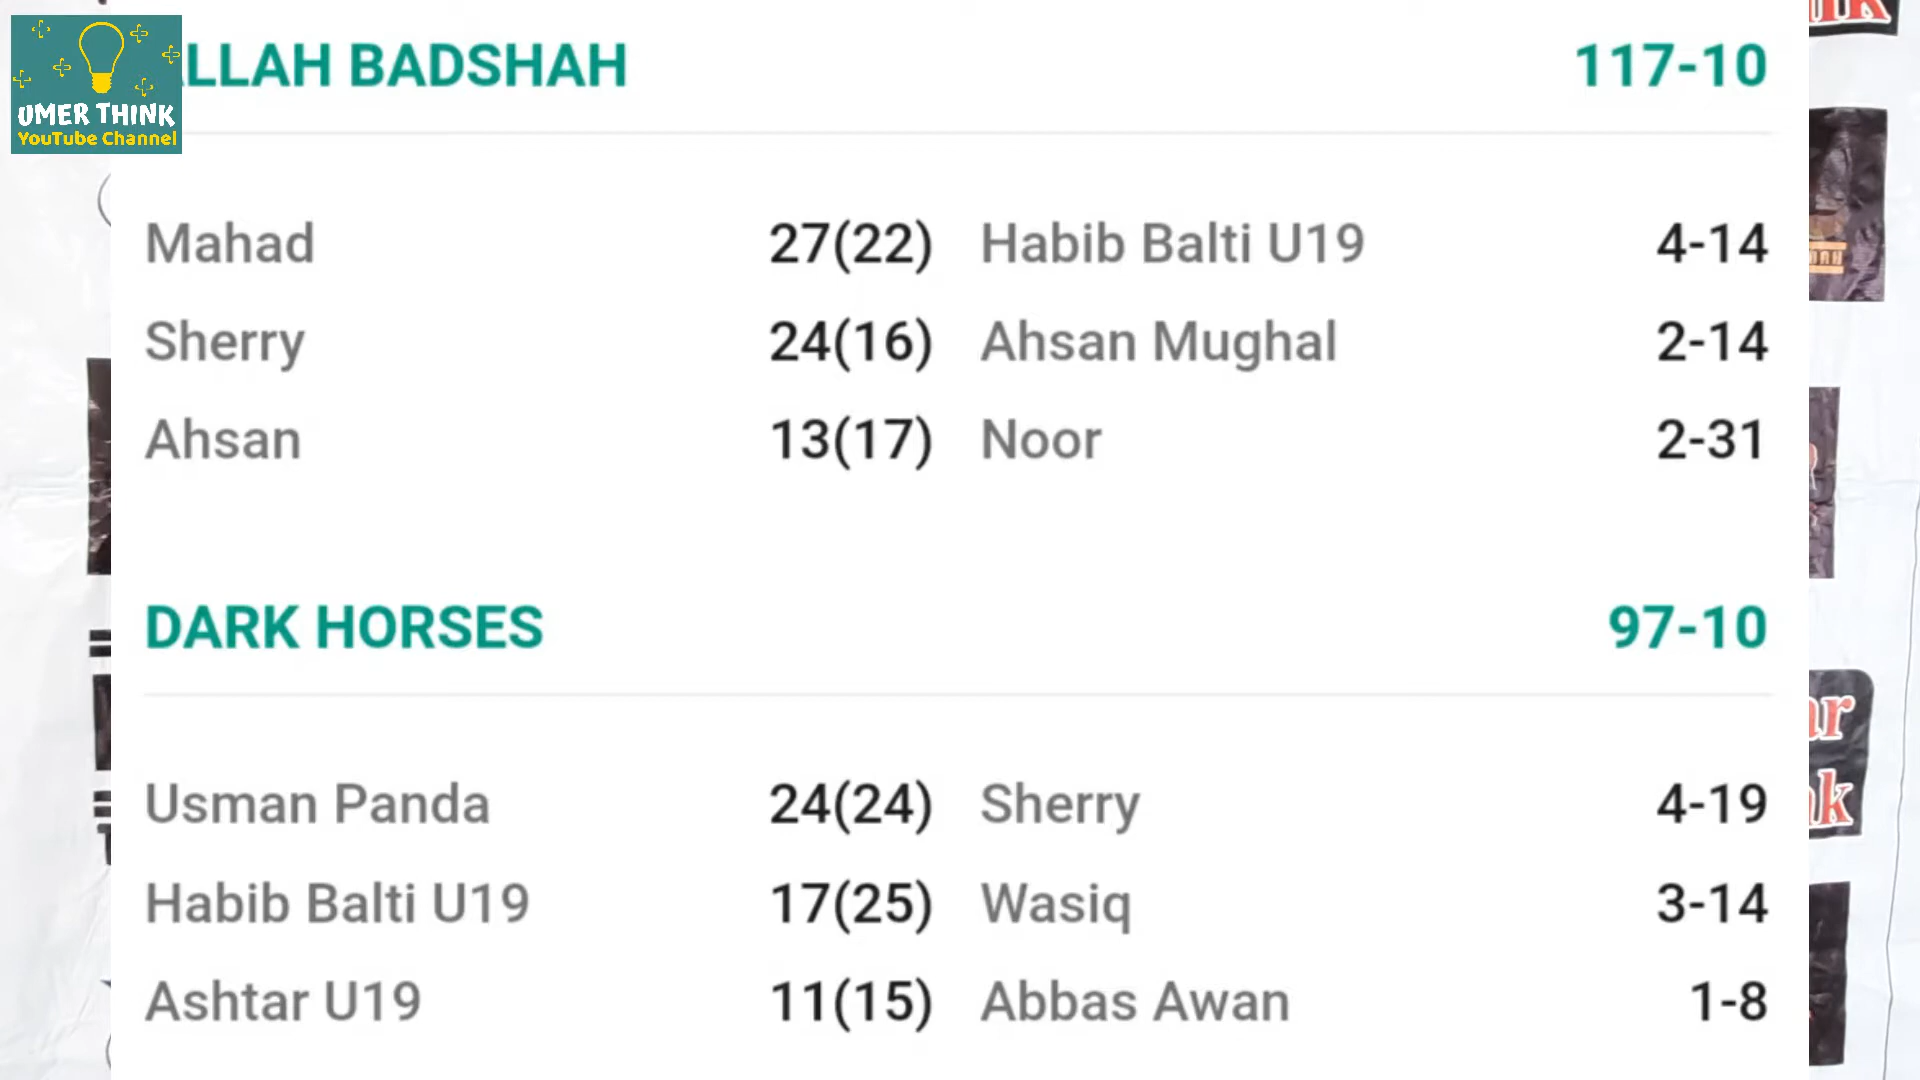 UMER THINK
YouTube Channel
LLAH BADSHAH 117-10
Mahad 27(22) Habib Balti U19 4-14
Sherry 24(16) Ahsan Mughal 2-14
Ahsan 13(17) Noor 2-31
DARK HORSES 97-10
Usman Panda 24(24) Sherry 4-19
Habib Balti U19 17(25) Wasiq 3-14
Ashtar U19 11(15) Abbas Awan 1-8